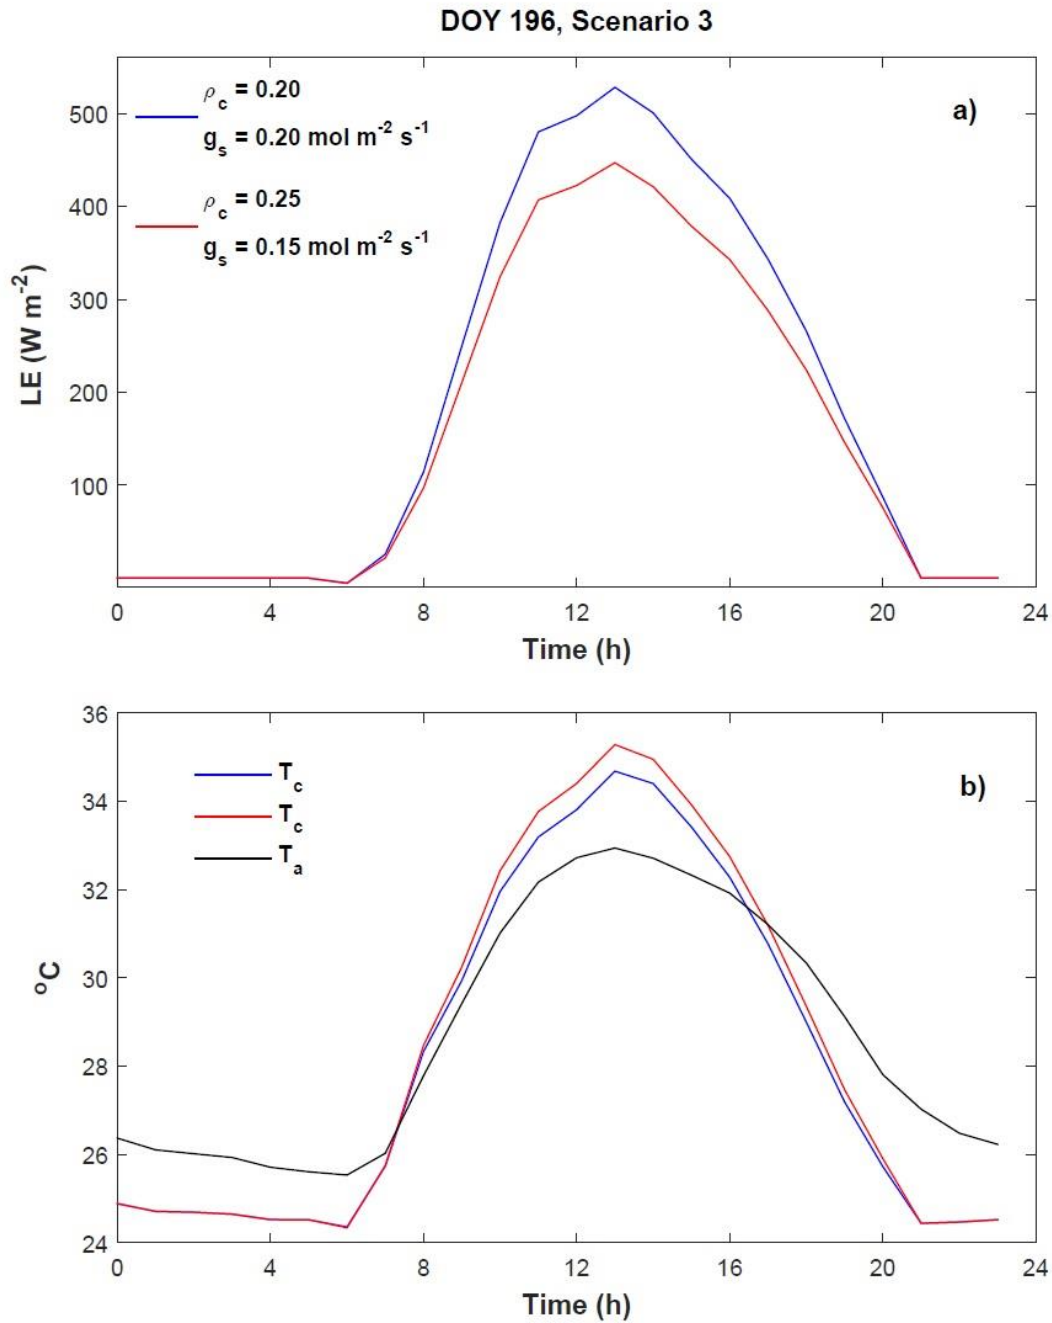 DOY 196, Scenario 3
a)
ρc = 0.20
gs = 0.20 mol m-2 s-1
ρc = 0.25
gs = 0.15 mol m-2 s-1
LE (W m-2)
500
400
300
200
100
0 4 8 12 16 20 24
Time (h)
b)
Tc
Tc
Ta
oC
36
34
32
30
28
26
24
0 4 8 12 16 20 24
Time (h)